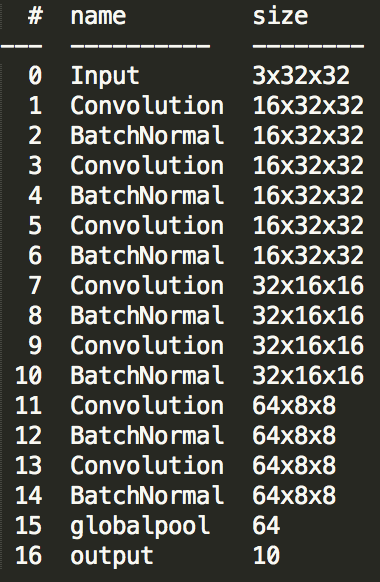 #  name        size
---  ----------  --------
0  Input       3x32x32
1  Convolution  16x32x32
2  BatchNormal  16x32x32
3  Convolution  16x32x32
4  BatchNormal  16x32x32
5  Convolution  16x32x32
6  BatchNormal  16x32x32
7  Convolution  32x16x16
8  BatchNormal  32x16x16
9  Convolution  32x16x16
10  BatchNormal  32x16x16
11  Convolution  64x8x8
12  BatchNormal  64x8x8
13  Convolution  64x8x8
14  BatchNormal  64x8x8
15  globalpool  64
16  output      10